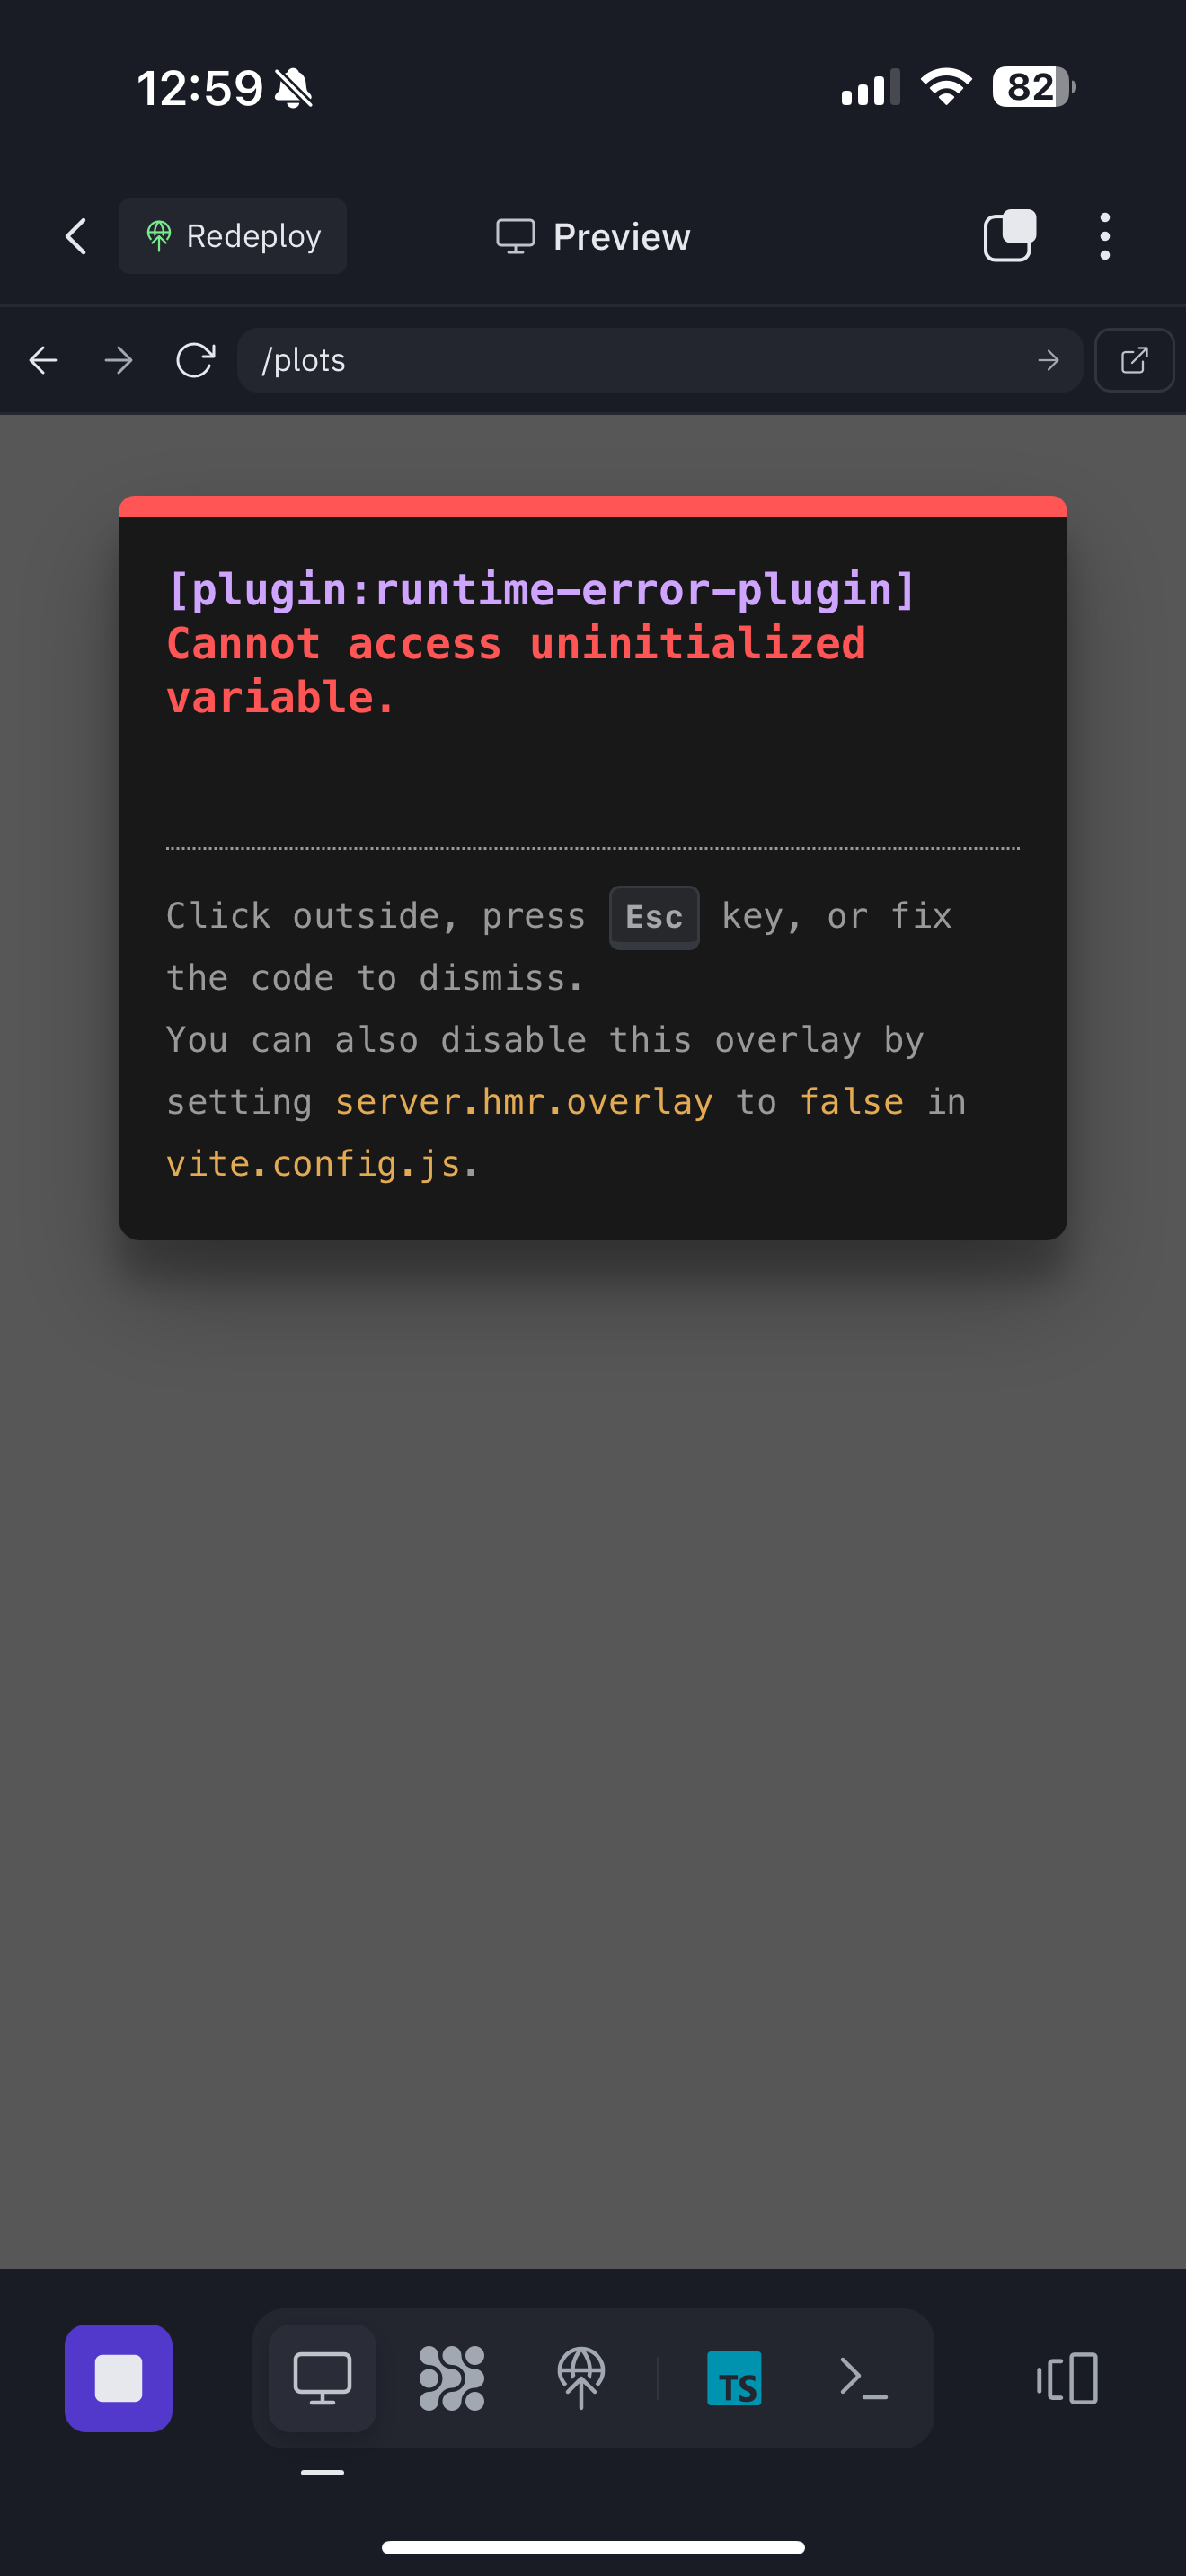 12:59
82
Redeploy
Preview
/plots
[plugin:runtime-error-plugin]
Cannot access uninitialized
variable.
Click outside, press Esc key, or fix
the code to dismiss.
You can also disable this overlay by
setting server.hmr.overlay to false in
vite.config.js.
TS